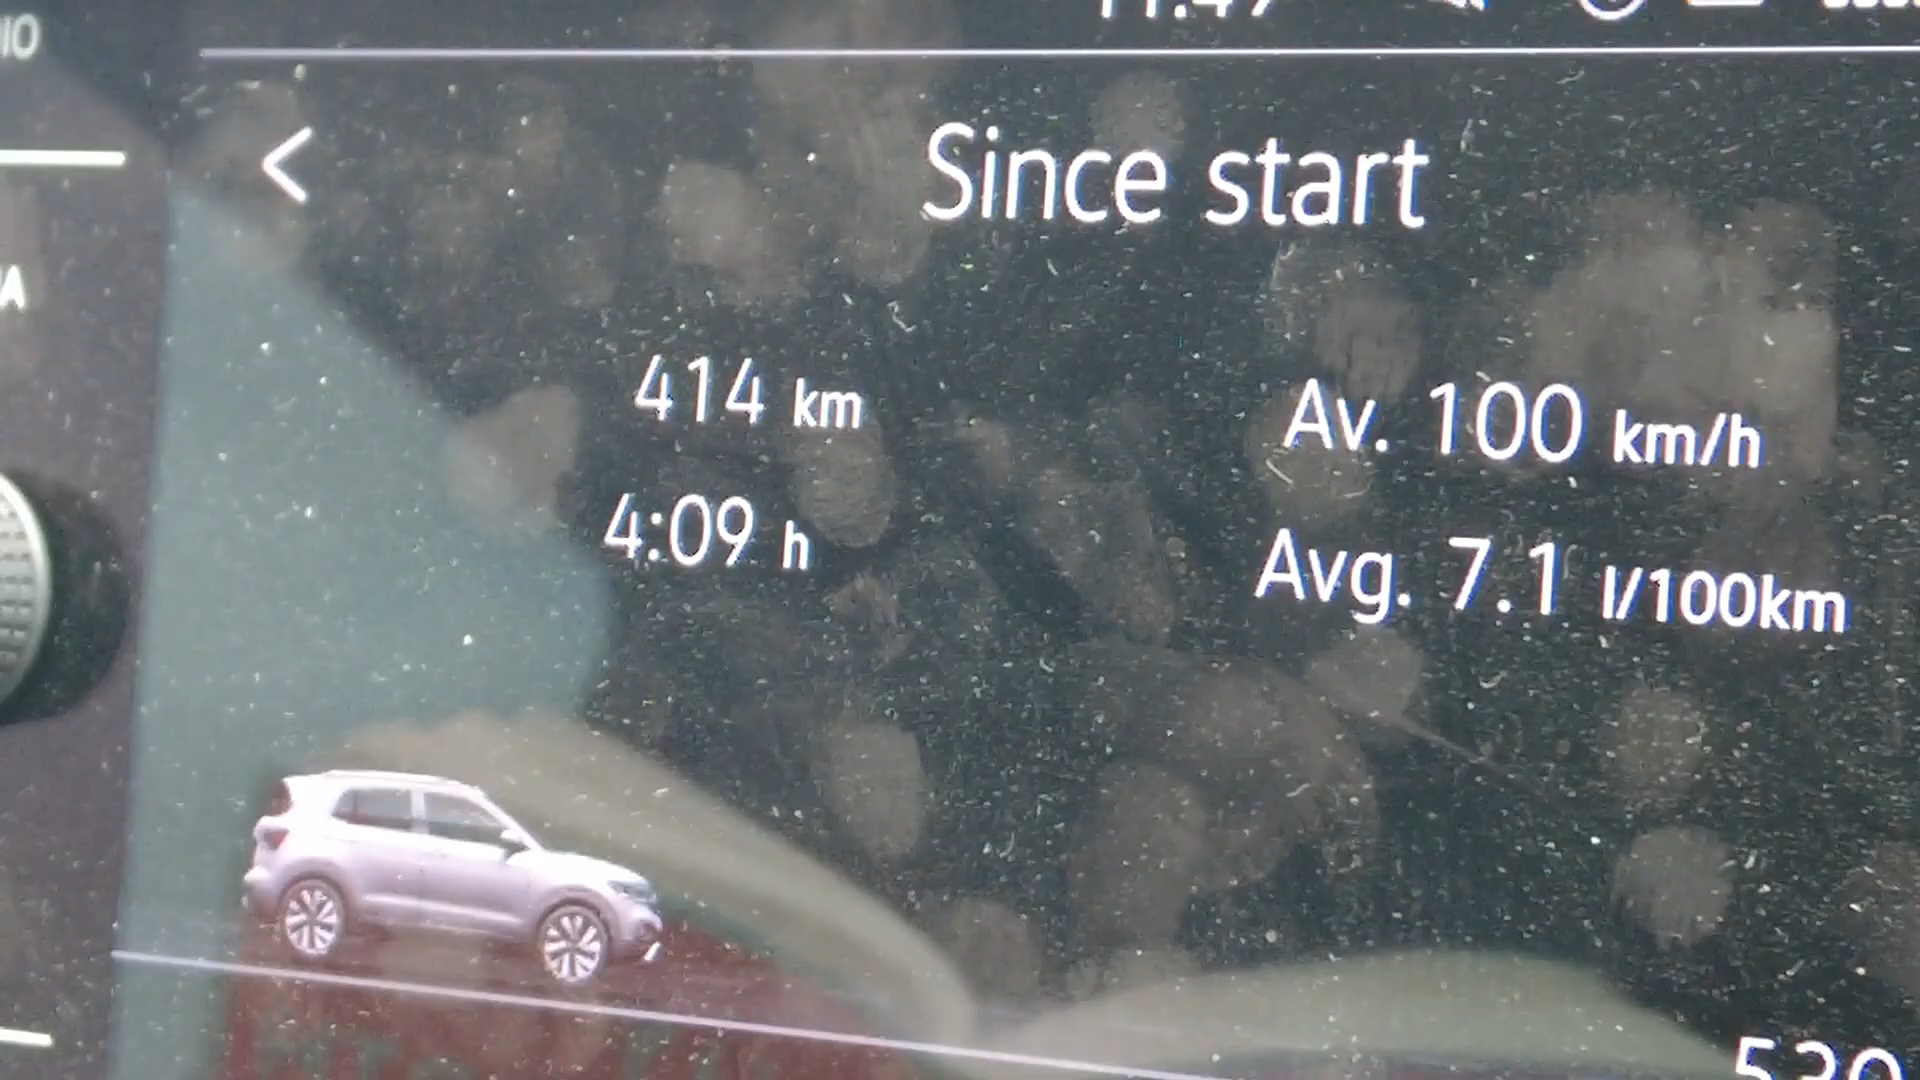 Since start
414 km
Av. 100 km/h
4:09 h
Avg. 7.1 l/100km